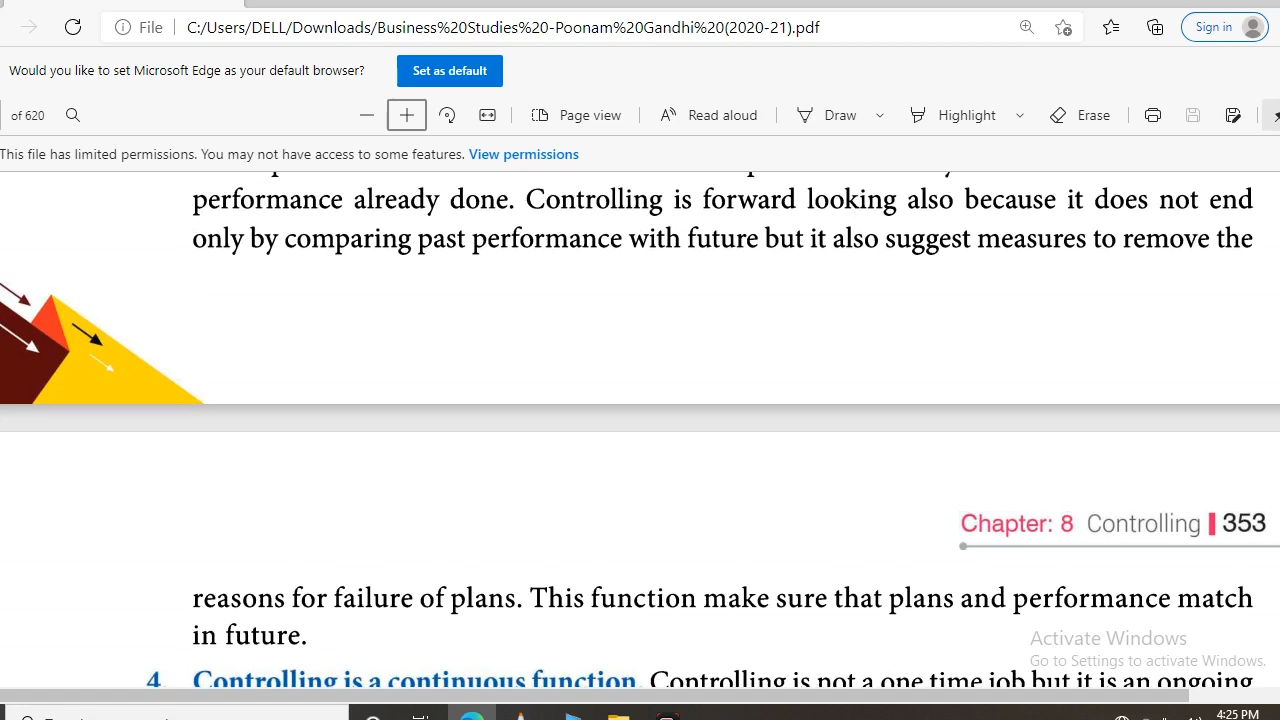 File C:/Users/DELL/Downloads/Business%20Studies%20-Poonam%20Gandhi%20(2020-21).pdf Sign in
Would you like to set Microsoft Edge as your default browser? Set as default
of 620 Page view Read aloud Draw Highlight Erase
This file has limited permissions. You may not have access to some features. View permissions
performance already done. Controlling is forward looking also because it does not end
only by comparing past performance with future but it also suggest measures to remove the
Chapter: 8 Controlling 353
reasons for failure of plans. This function make sure that plans and performance match
in future.
Activate Windows
Go to Settings to activate Windows.
4. Controlling is a continuous function. Controlling is not a one time job but it is an ongoing
4:25 PM